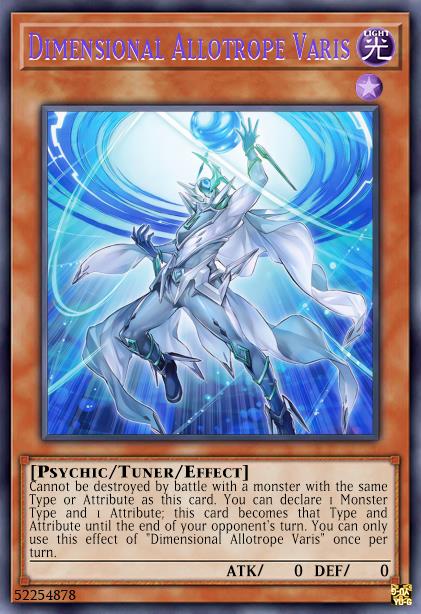 Dimensional Allotrope Varis
LIGHT
光
[Psychic/Tuner/Effect]
Cannot be destroyed by battle with a monster with the same
Type or Attribute as this card. You can declare 1 Monster
Type and 1 Attribute; this card becomes that Type and
Attribute until the end of your opponent's turn. You can only
use this effect of "Dimensional Allotrope Varis" once per
turn.
ATK/ 0 DEF/ 0
52254878